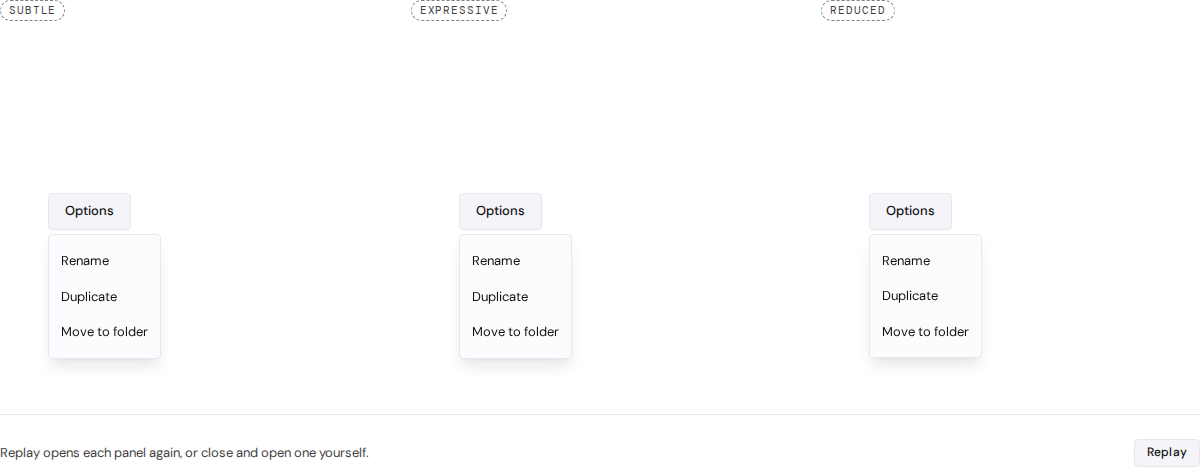 SUBTLE
EXPRESSIVE
REDUCED
Options
Rename
Duplicate
Move to folder
Options
Rename
Duplicate
Move to folder
Options
Rename
Duplicate
Move to folder
Replay opens each panel again, or close and open one yourself.
Replay